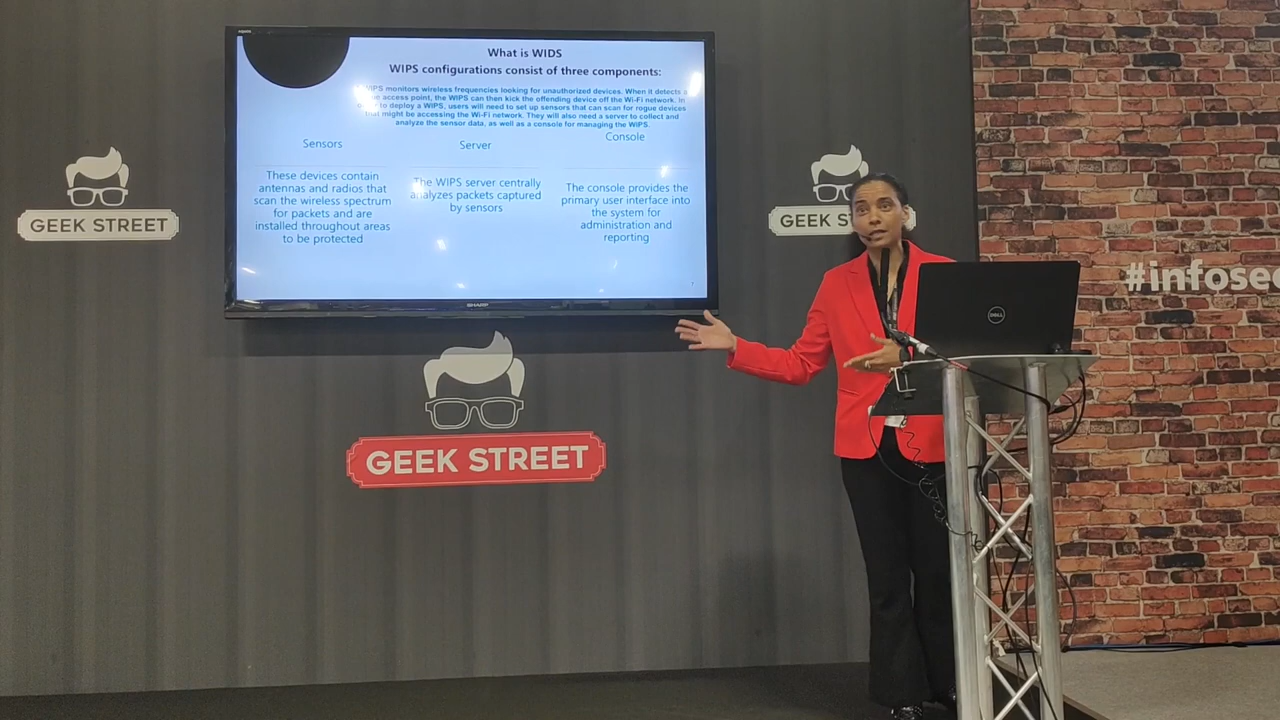 What is WIDS
WIPS configurations consist of three components:
WIPS monitors wireless frequencies looking for unauthorized devices. When it detects a
access point, the WIPS can then kick the offending device off the Wi-Fi network. In
to deploy a WIPS, users will need to set up sensors that can scan for rogue devices
that might be accessing the Wi-Fi network. They will also need a server to collect and
analyze the sensor data, as well as a console for managing the WIPS.
Sensors
These devices contain
antennas and radios that
scan the wireless spectrum
for packets and are
installed throughout areas
to be protected
Server
The WIPS server centrally
analyzes packets captured
by sensors
Console
The console provides the
primary user interface into
the system for
administration and
reporting
SHARP
GEEK STREET
GEEK STREET
GEEK STREET
#infosec
DELL